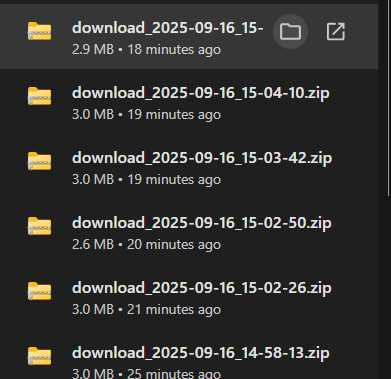 download_2025-09-16_15-
2.9 MB • 18 minutes ago
download_2025-09-16_15-04-10.zip
3.0 MB • 19 minutes ago
download_2025-09-16_15-03-42.zip
3.0 MB • 19 minutes ago
download_2025-09-16_15-02-50.zip
2.6 MB • 20 minutes ago
download_2025-09-16_15-02-26.zip
3.0 MB • 21 minutes ago
download_2025-09-16_14-58-13.zip
3.0 MB • 25 minutes ago